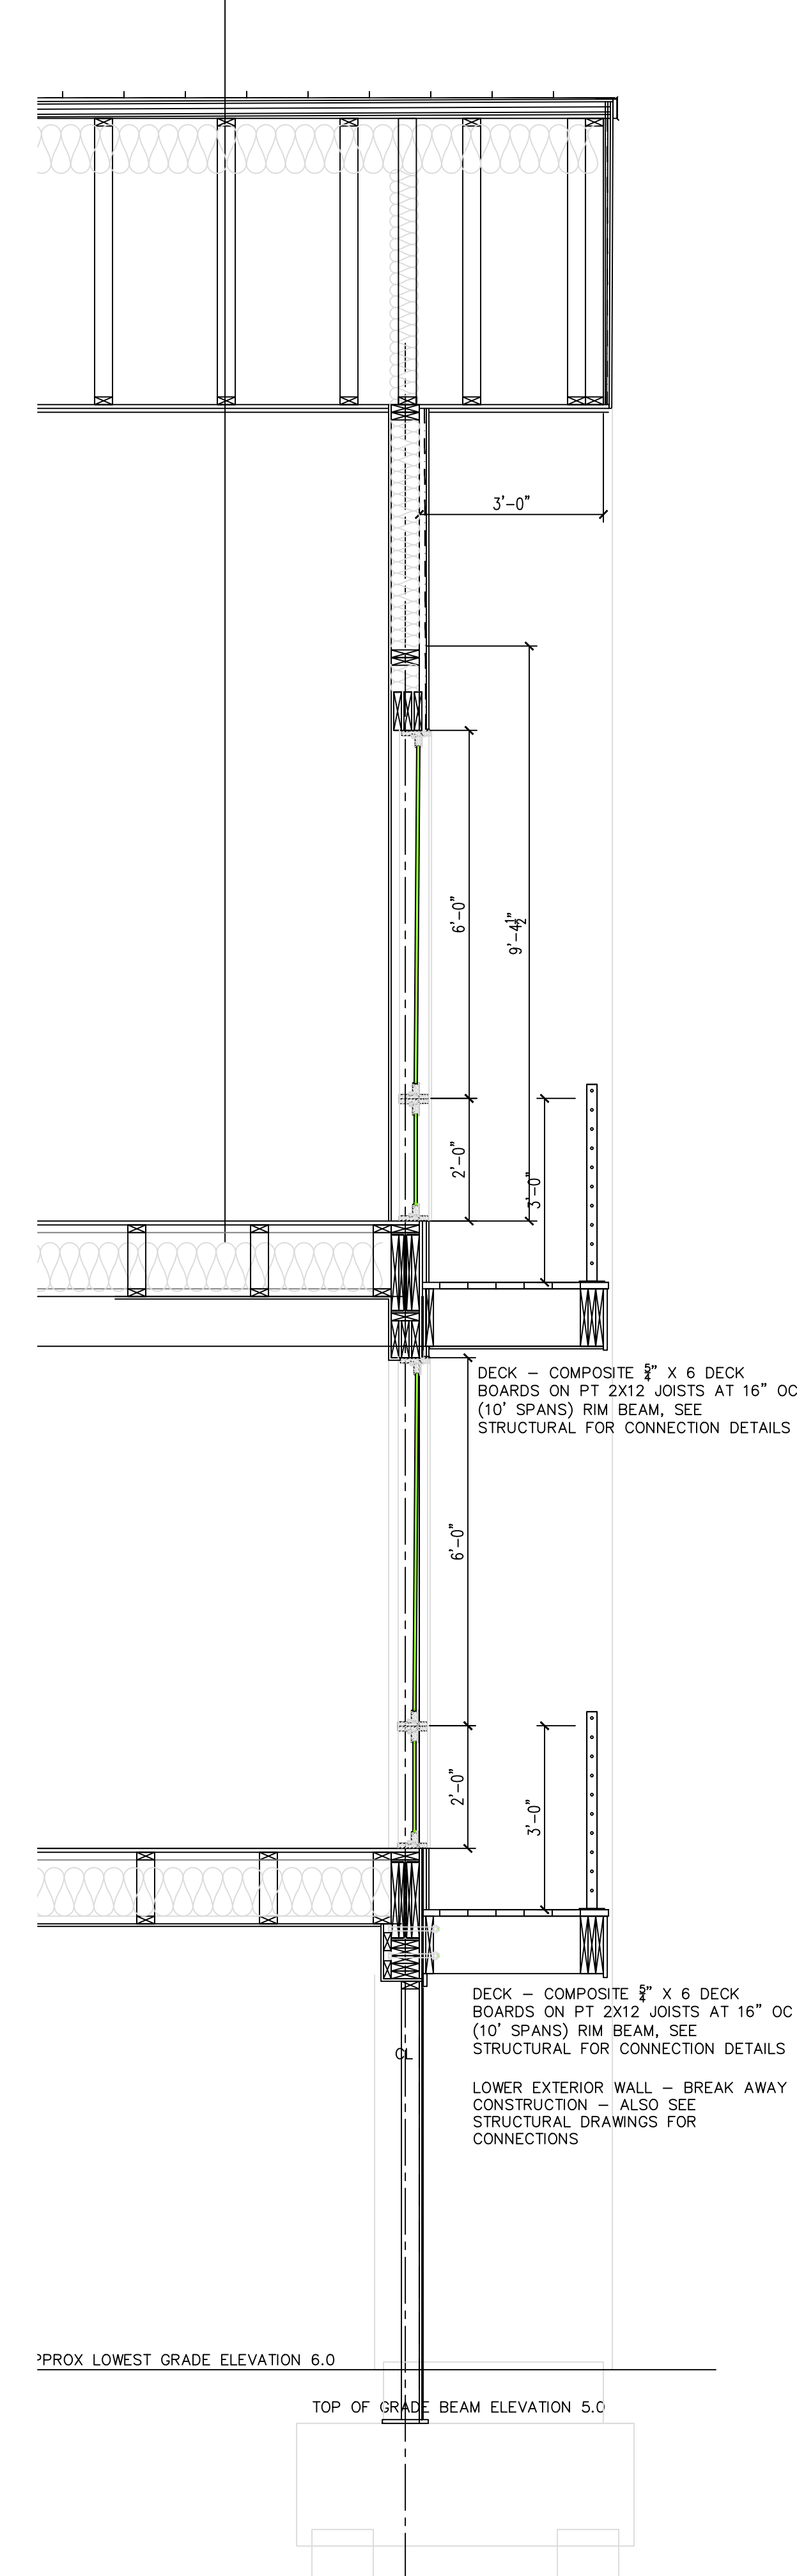 3'-0"
6'-0"
9'-4½"
2'-0"
3'-0"
DECK – COMPOSITE 5/4" X 6 DECK
BOARDS ON PT 2X12 JOISTS AT 16" OC
(10' SPANS) RIM BEAM, SEE
STRUCTURAL FOR CONNECTION DETAILS
6'-0"
2'-0"
3'-0"
DECK – COMPOSITE 5/4" X 6 DECK
BOARDS ON PT 2X12 JOISTS AT 16" OC
(10' SPANS) RIM BEAM, SEE
STRUCTURAL FOR CONNECTION DETAILS
CL
LOWER EXTERIOR WALL – BREAK AWAY
CONSTRUCTION – ALSO SEE
STRUCTURAL DRAWINGS FOR
CONNECTIONS
PPROX LOWEST GRADE ELEVATION 6.0
TOP OF GRADE BEAM ELEVATION 5.0